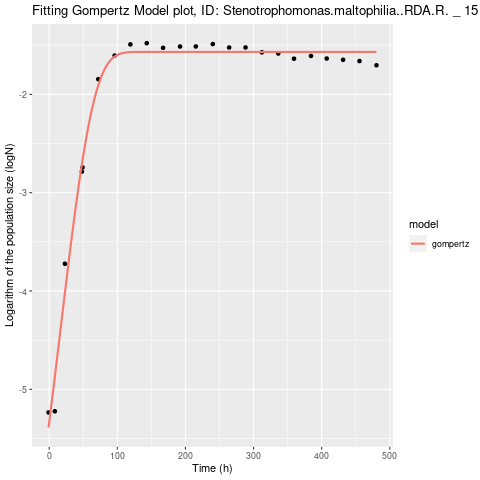 Fitting Gompertz Model plot, ID: Stenotrophomonas.maltophilia..RDA.R. _ 15
Logarithm of the population size (logN)
-2
-3
-4
-5
0 100 200 300 400 500
Time (h)
model
gompertz